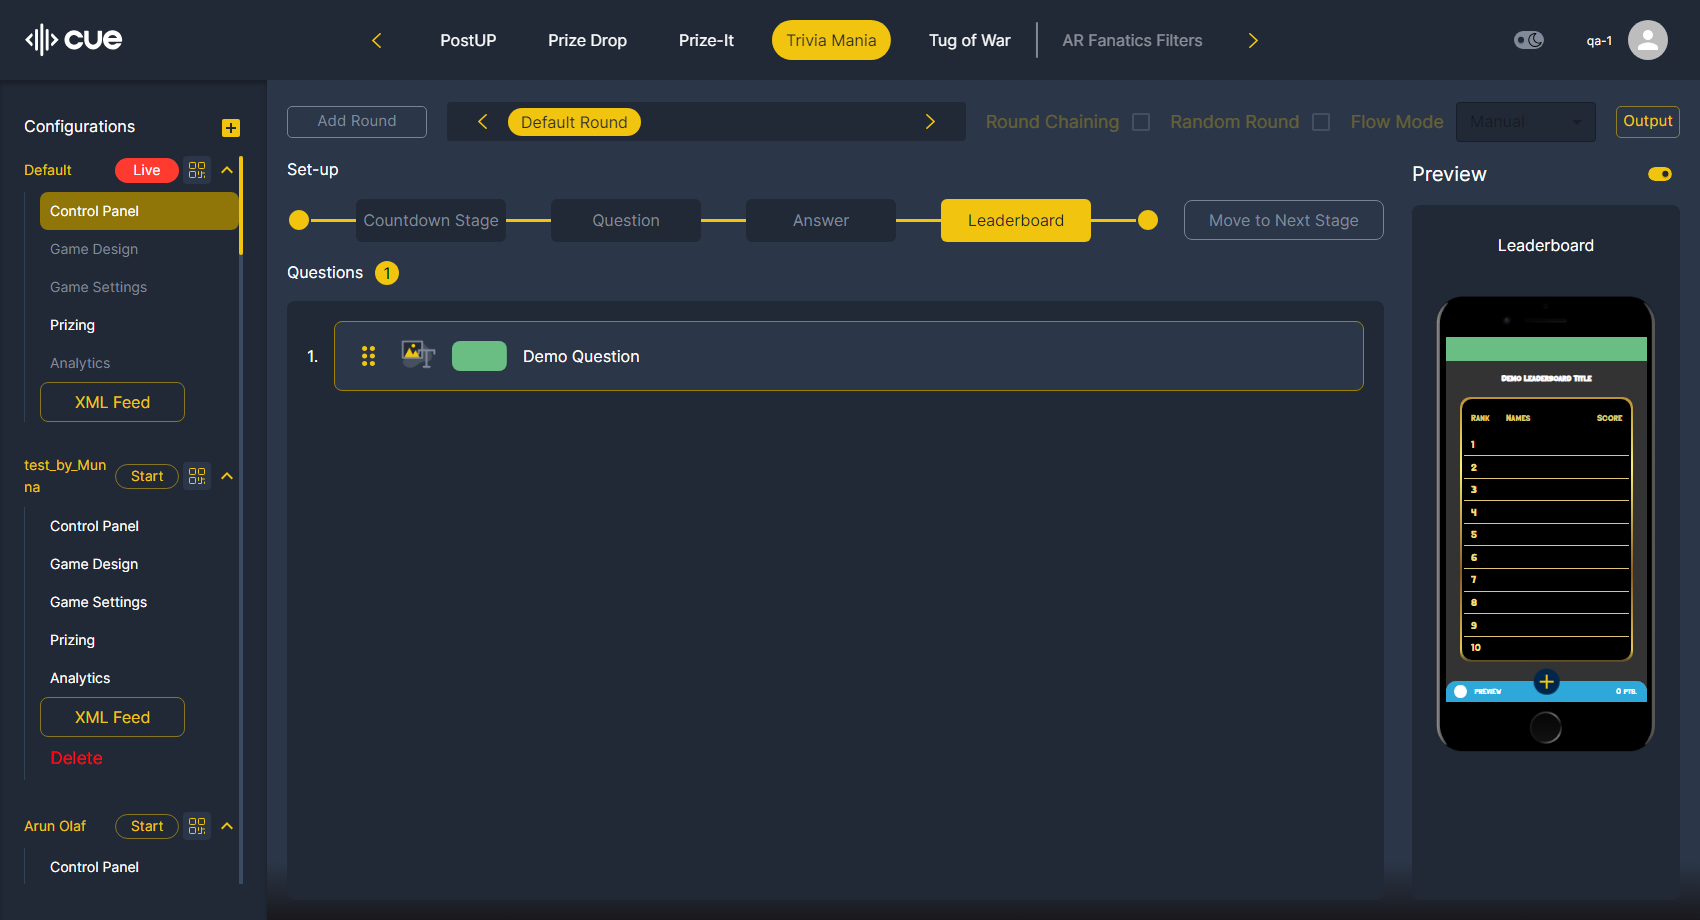 cue
PostUP
Prize Drop
Prize-It
Trivia Mania
Tug of War
AR Fanatics Filters
qa-1
Configurations
Default
Live
Control Panel
Game Design
Game Settings
Prizing
Analytics
XML Feed
test_by_Mun
na
Start
Control Panel
Game Design
Game Settings
Prizing
Analytics
XML Feed
Delete
Arun Olaf
Start
Control Panel
Add Round
Default Round
Round Chaining
Random Round
Flow Mode
Manual
Output
Set-up
Countdown Stage
Question
Answer
Leaderboard
Move to Next Stage
Questions
1
1.
Demo Question
Preview
Leaderboard
Demo Leaderboard Title
Rank Names Score
1
2
3
4
5
6
7
8
9
10
PREVIEW
0 PTS.